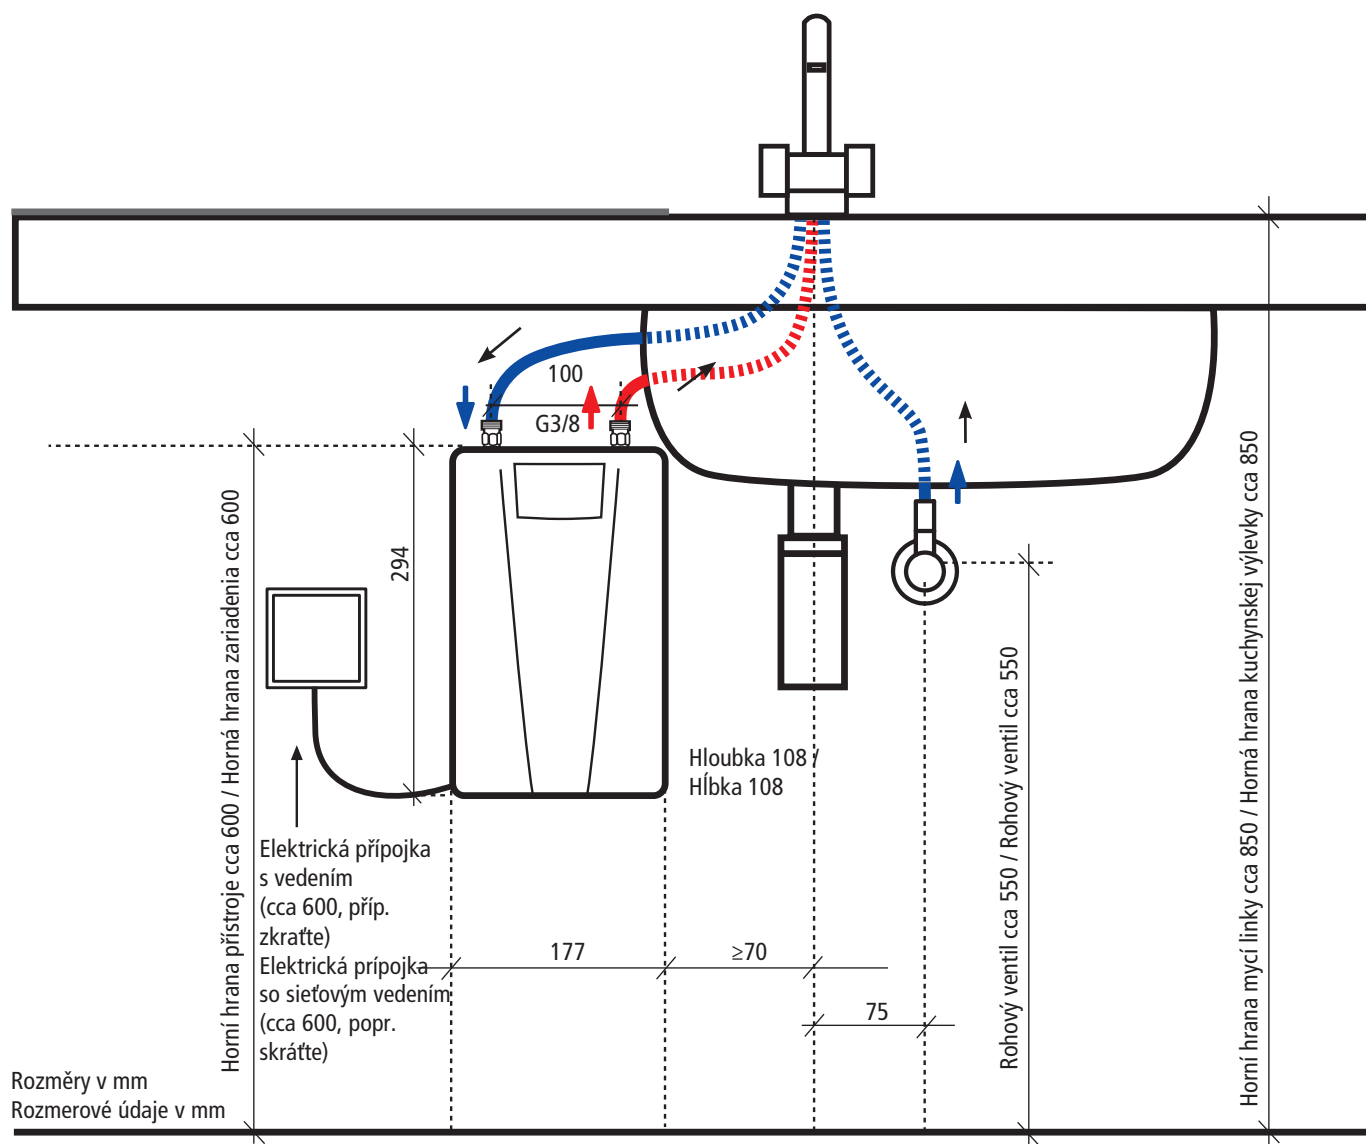 100
G3/8
294
Horní hrana přístroje cca 600 / Horná hrana zariadenia cca 600
Hloubka 108 /
Hĺbka 108
Rohový ventil cca 550 / Rohový ventil cca 550
Horní hrana mycí linky cca 850 / Horná hrana kuchynskej výlevky cca 850
Elektrická přípojka
s vedením
(cca 600, příp.
zkraťte)
Elektrická prípojka
so sieťovým vedením
(cca 600, popr.
skráťte)
177
≥70
75
Rozměry v mm
Rozmerové údaje v mm